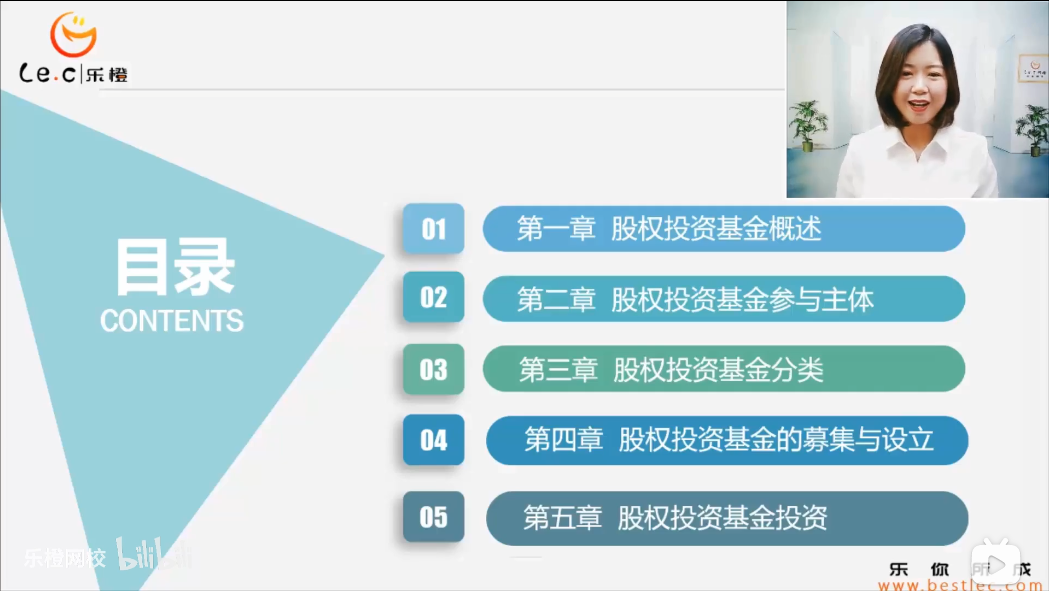 Le.c|乐橙
目录
CONTENTS
01 第一章 股权投资基金概述
02 第二章 股权投资基金参与主体
03 第三章 股权投资基金分类
04 第四章 股权投资基金的募集与设立
05 第五章 股权投资基金投资
乐橙网校 bilibili
乐 你 所 成
www.bestlec.com